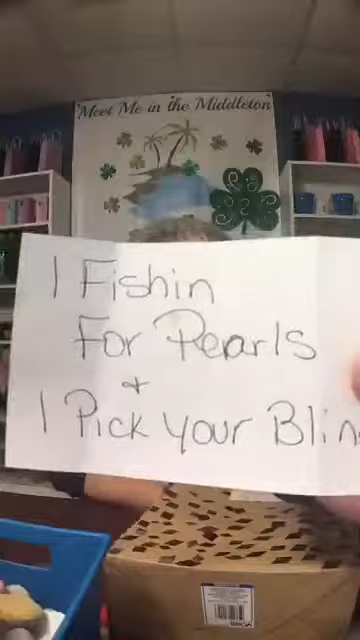 Meet Me in the Middleton
1 Fishin
For Pearls
+
1 Pick your Blin